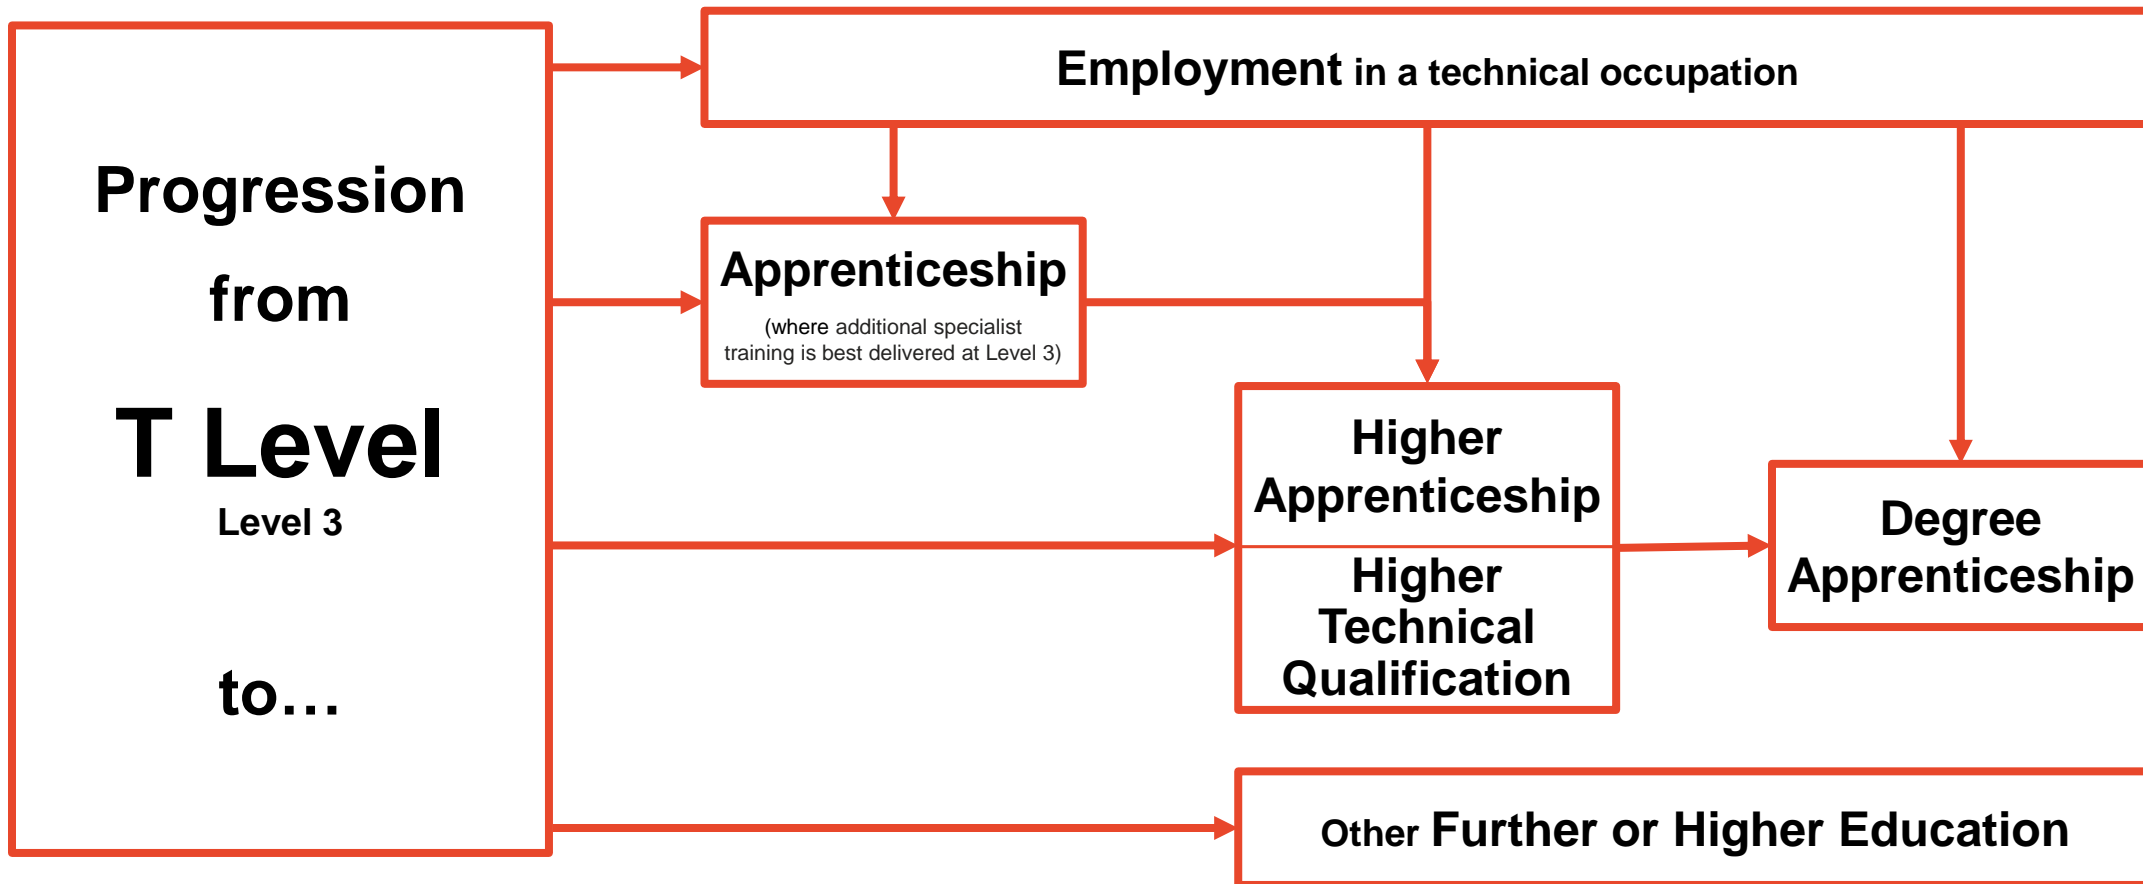 Progression
from
T Level
Level 3
to…
Employment in a technical occupation
Apprenticeship
(where additional specialist
training is best delivered at Level 3)
Higher
Apprenticeship
Higher
Technical
Qualification
Degree
Apprenticeship
Other Further or Higher Education